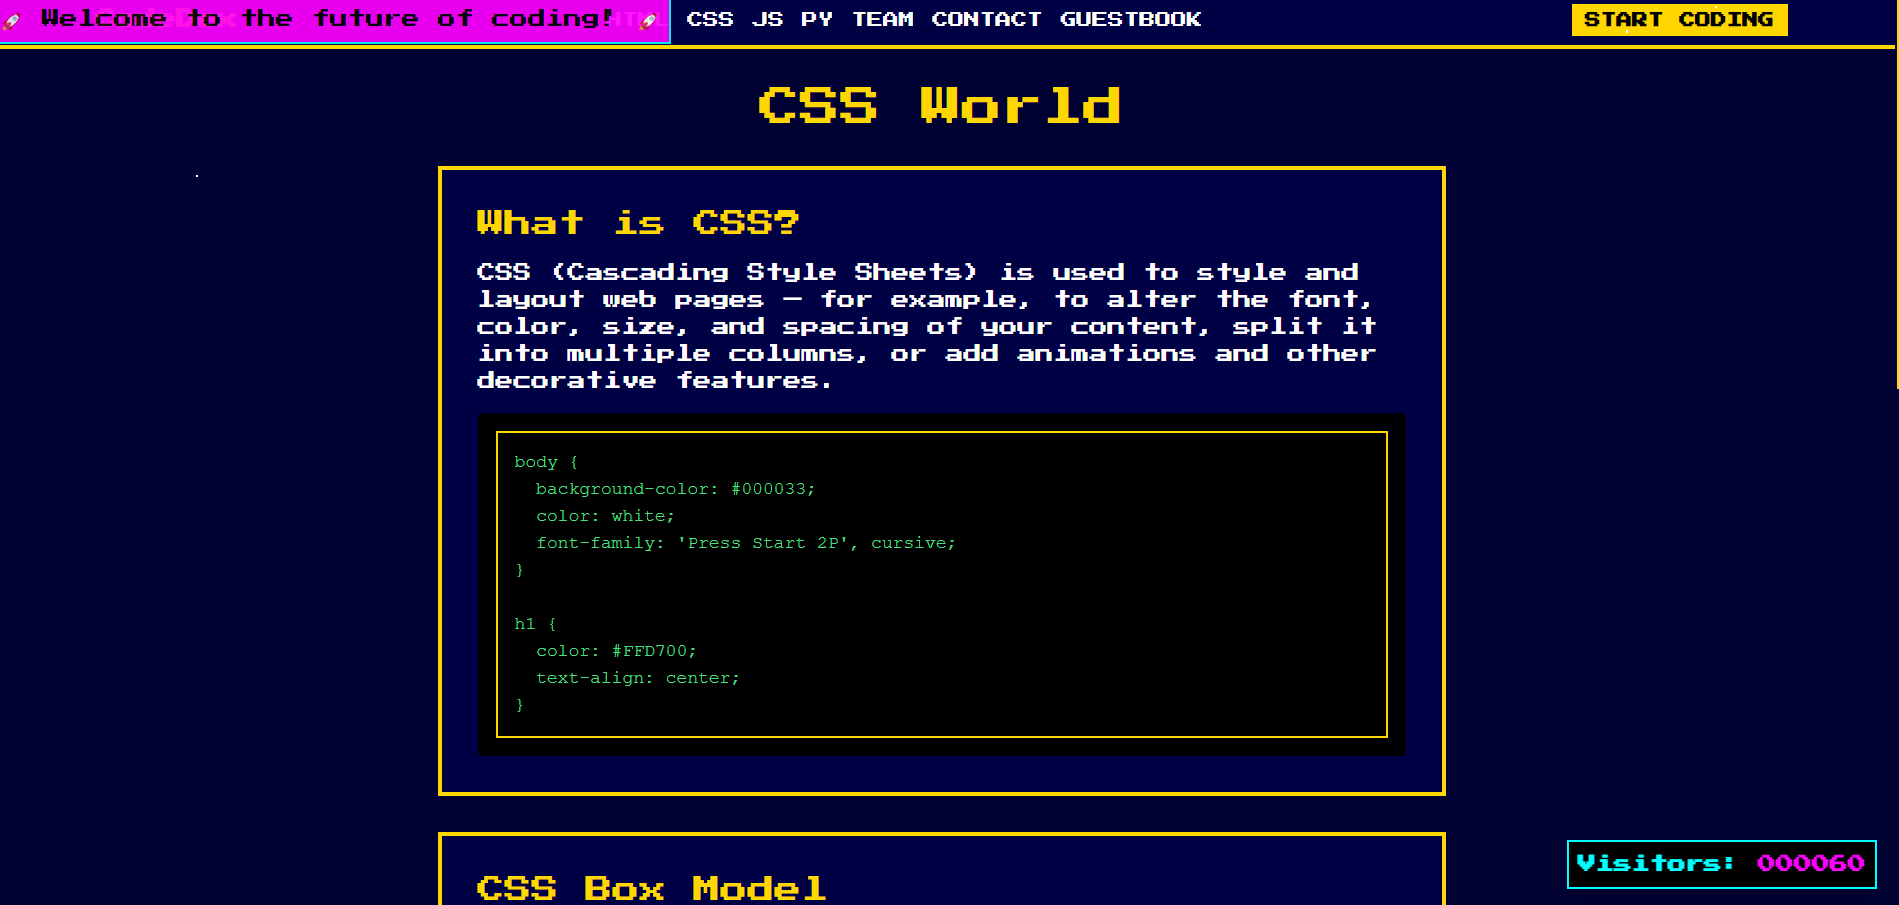 🚀 Welcome to the future of coding! 🚀
HTML CSS JS PY TEAM CONTACT GUESTBOOK
START CODING
CSS World
What is CSS?
CSS (Cascading Style Sheets) is used to style and
layout web pages — for example, to alter the font,
color, size, and spacing of your content, split it
into multiple columns, or add animations and other
decorative features.
body {
  background-color: #000033;
  color: white;
  font-family: 'Press Start 2P', cursive;
}
h1 {
  color: #FFD700;
  text-align: center;
}
CSS Box Model
Visitors: 000060